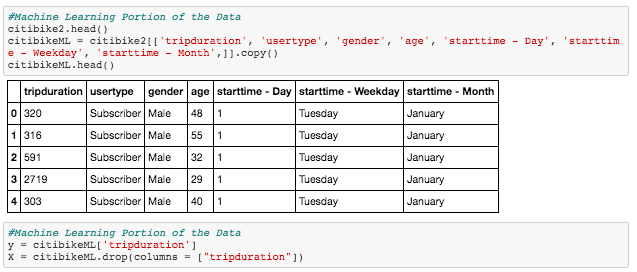 #Machine Learning Portion of the Data
citibike2.head()
citibikeML = citibike2[['tripduration', 'usertype', 'gender', 'age', 'starttime - Day', 'starttim
e - Weekday', 'starttime - Month',]].copy()
citibikeML.head()
tripduration usertype gender age starttime - Day starttime - Weekday starttime - Month
0 320 Subscriber Male 48 1 Tuesday January
1 316 Subscriber Male 55 1 Tuesday January
2 591 Subscriber Male 32 1 Tuesday January
3 2719 Subscriber Male 29 1 Tuesday January
4 303 Subscriber Male 40 1 Tuesday January
#Machine Learning Portion of the Data
y = citibikeML['tripduration']
X = citibikeML.drop(columns = ["tripduration"])